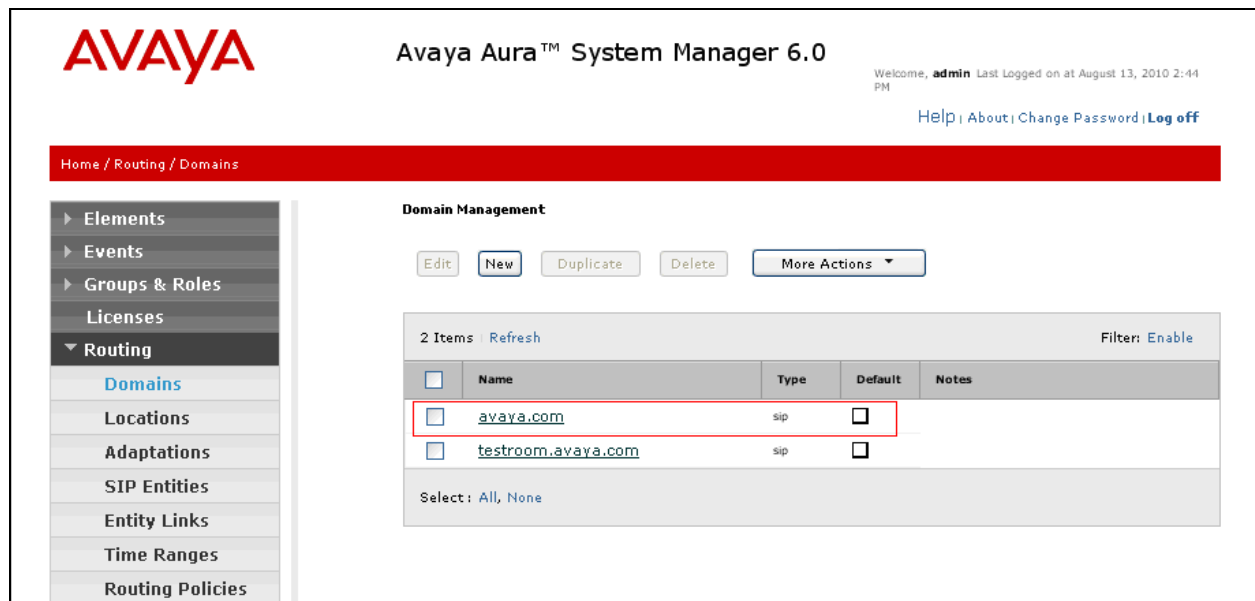 AVAYA
Avaya Aura™ System Manager 6.0
Welcome, admin Last Logged on at August 13, 2010 2:44
PM
Help | About | Change Password | Log off
Home / Routing / Domains
Elements
Events
Groups & Roles
Licenses
Routing
Domains
Locations
Adaptations
SIP Entities
Entity Links
Time Ranges
Routing Policies
Domain Management
Edit New Duplicate Delete More Actions
2 Items | Refresh Filter: Enable
Name Type Default Notes
avaya.com sip
testroom.avaya.com sip
Select : All, None